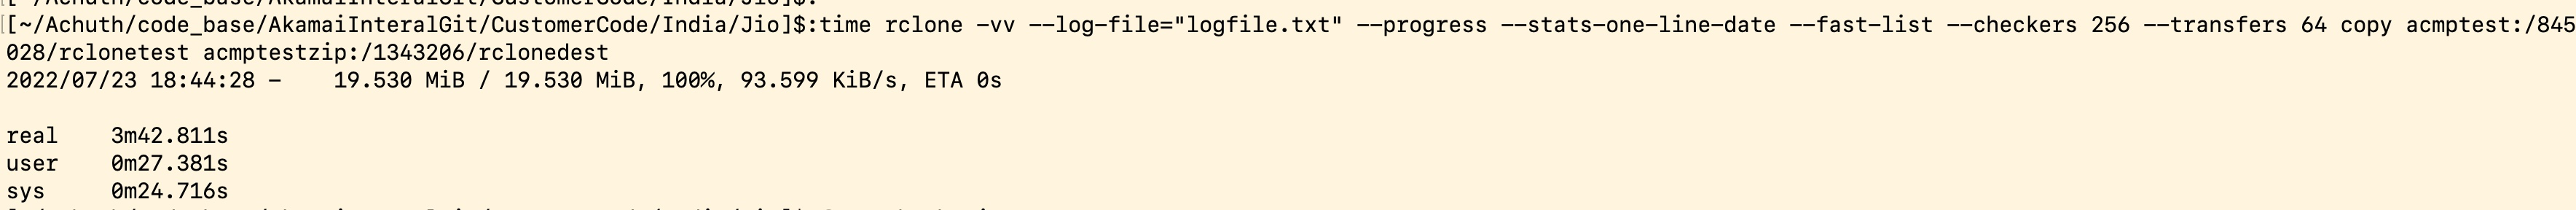 [~/Achuth/code_base/AkamaiInteralGit/CustomerCode/India/Jio]$:
[~/Achuth/code_base/AkamaiInteralGit/CustomerCode/India/Jio]$:time rclone -vv --log-file="logfile.txt" --progress --stats-one-line-date --fast-list --checkers 256 --transfers 64 copy acmptest:/845
028/rclonetest acmptestzip:/1343206/rclonedest
2022/07/23 18:44:28 -    19.530 MiB / 19.530 MiB, 100%, 93.599 KiB/s, ETA 0s
real    3m42.811s
user    0m27.381s
sys     0m24.716s